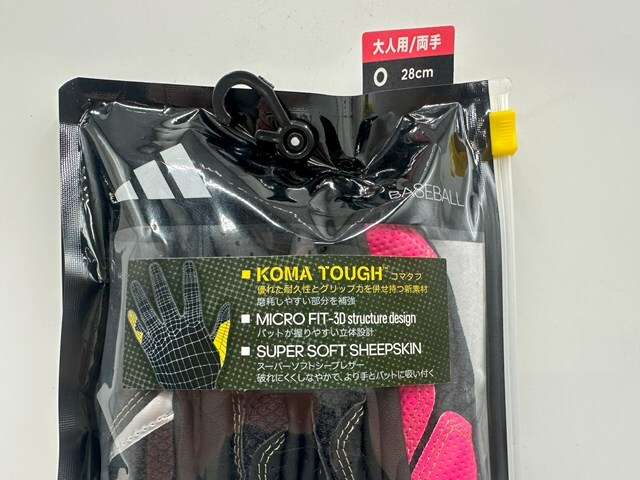 大人用/両手
O 28cm
BASEBALL
KOMA TOUGH コマタフ
優れた耐久性とグリップ力を併せ持つ新素材
磨耗しやすい部分を補強
MICRO FIT-3D structure design
バットが握りやすい立体設計
SUPER SOFT SHEEPSKIN
スーパーソフトシープレザー
破れにくくしなやかで、より手とバットに吸い付く